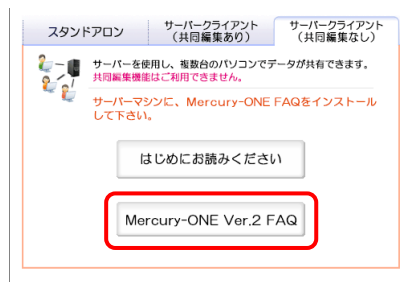 スタンドアロン
サーバークライアント
（共同編集あり）
サーバークライアント
（共同編集なし）
サーバーを使用し、複数台のパソコンでデータが共有できます。
共同編集機能はご利用できません。
サーバーマシンに、Mercury-ONE FAQをインストール
して下さい。
はじめにお読みください
Mercury-ONE Ver.2 FAQ